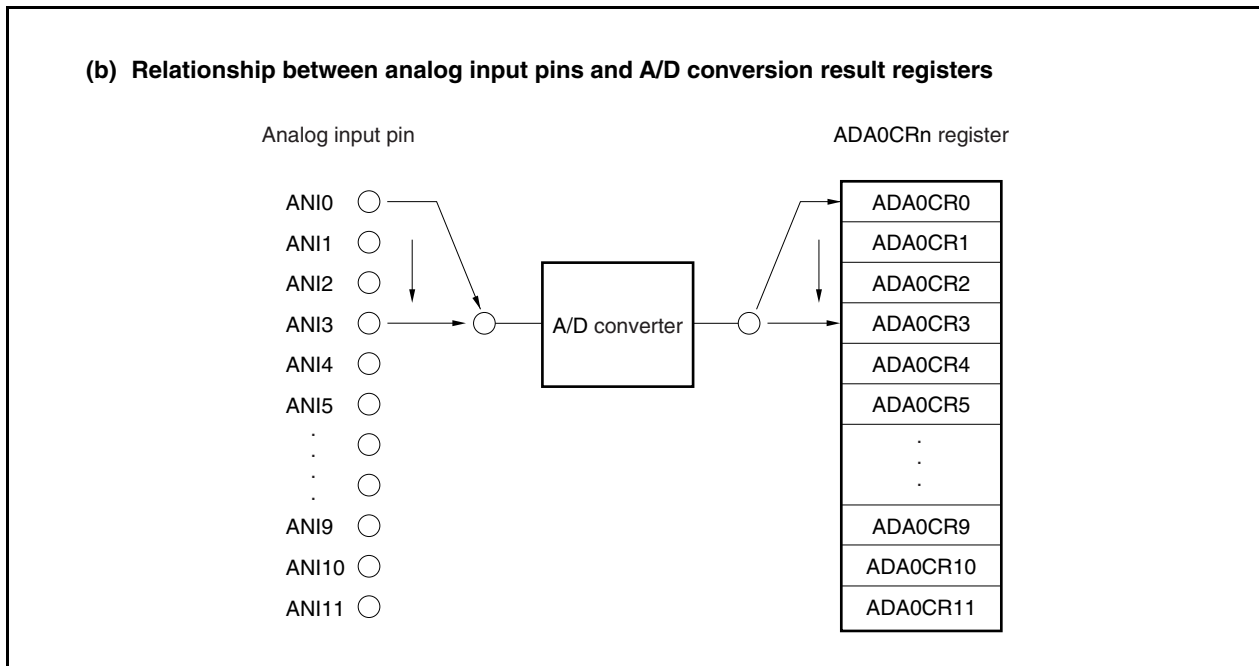 (b) Relationship between analog input pins and A/D conversion result registers
Analog input pin
ADA0CRn register
ANI0
ANI1
ANI2
ANI3
ANI4
ANI5
.
.
.
.
ANI9
ANI10
ANI11
A/D converter
ADA0CR0
ADA0CR1
ADA0CR2
ADA0CR3
ADA0CR4
ADA0CR5
.
.
.
ADA0CR9
ADA0CR10
ADA0CR11